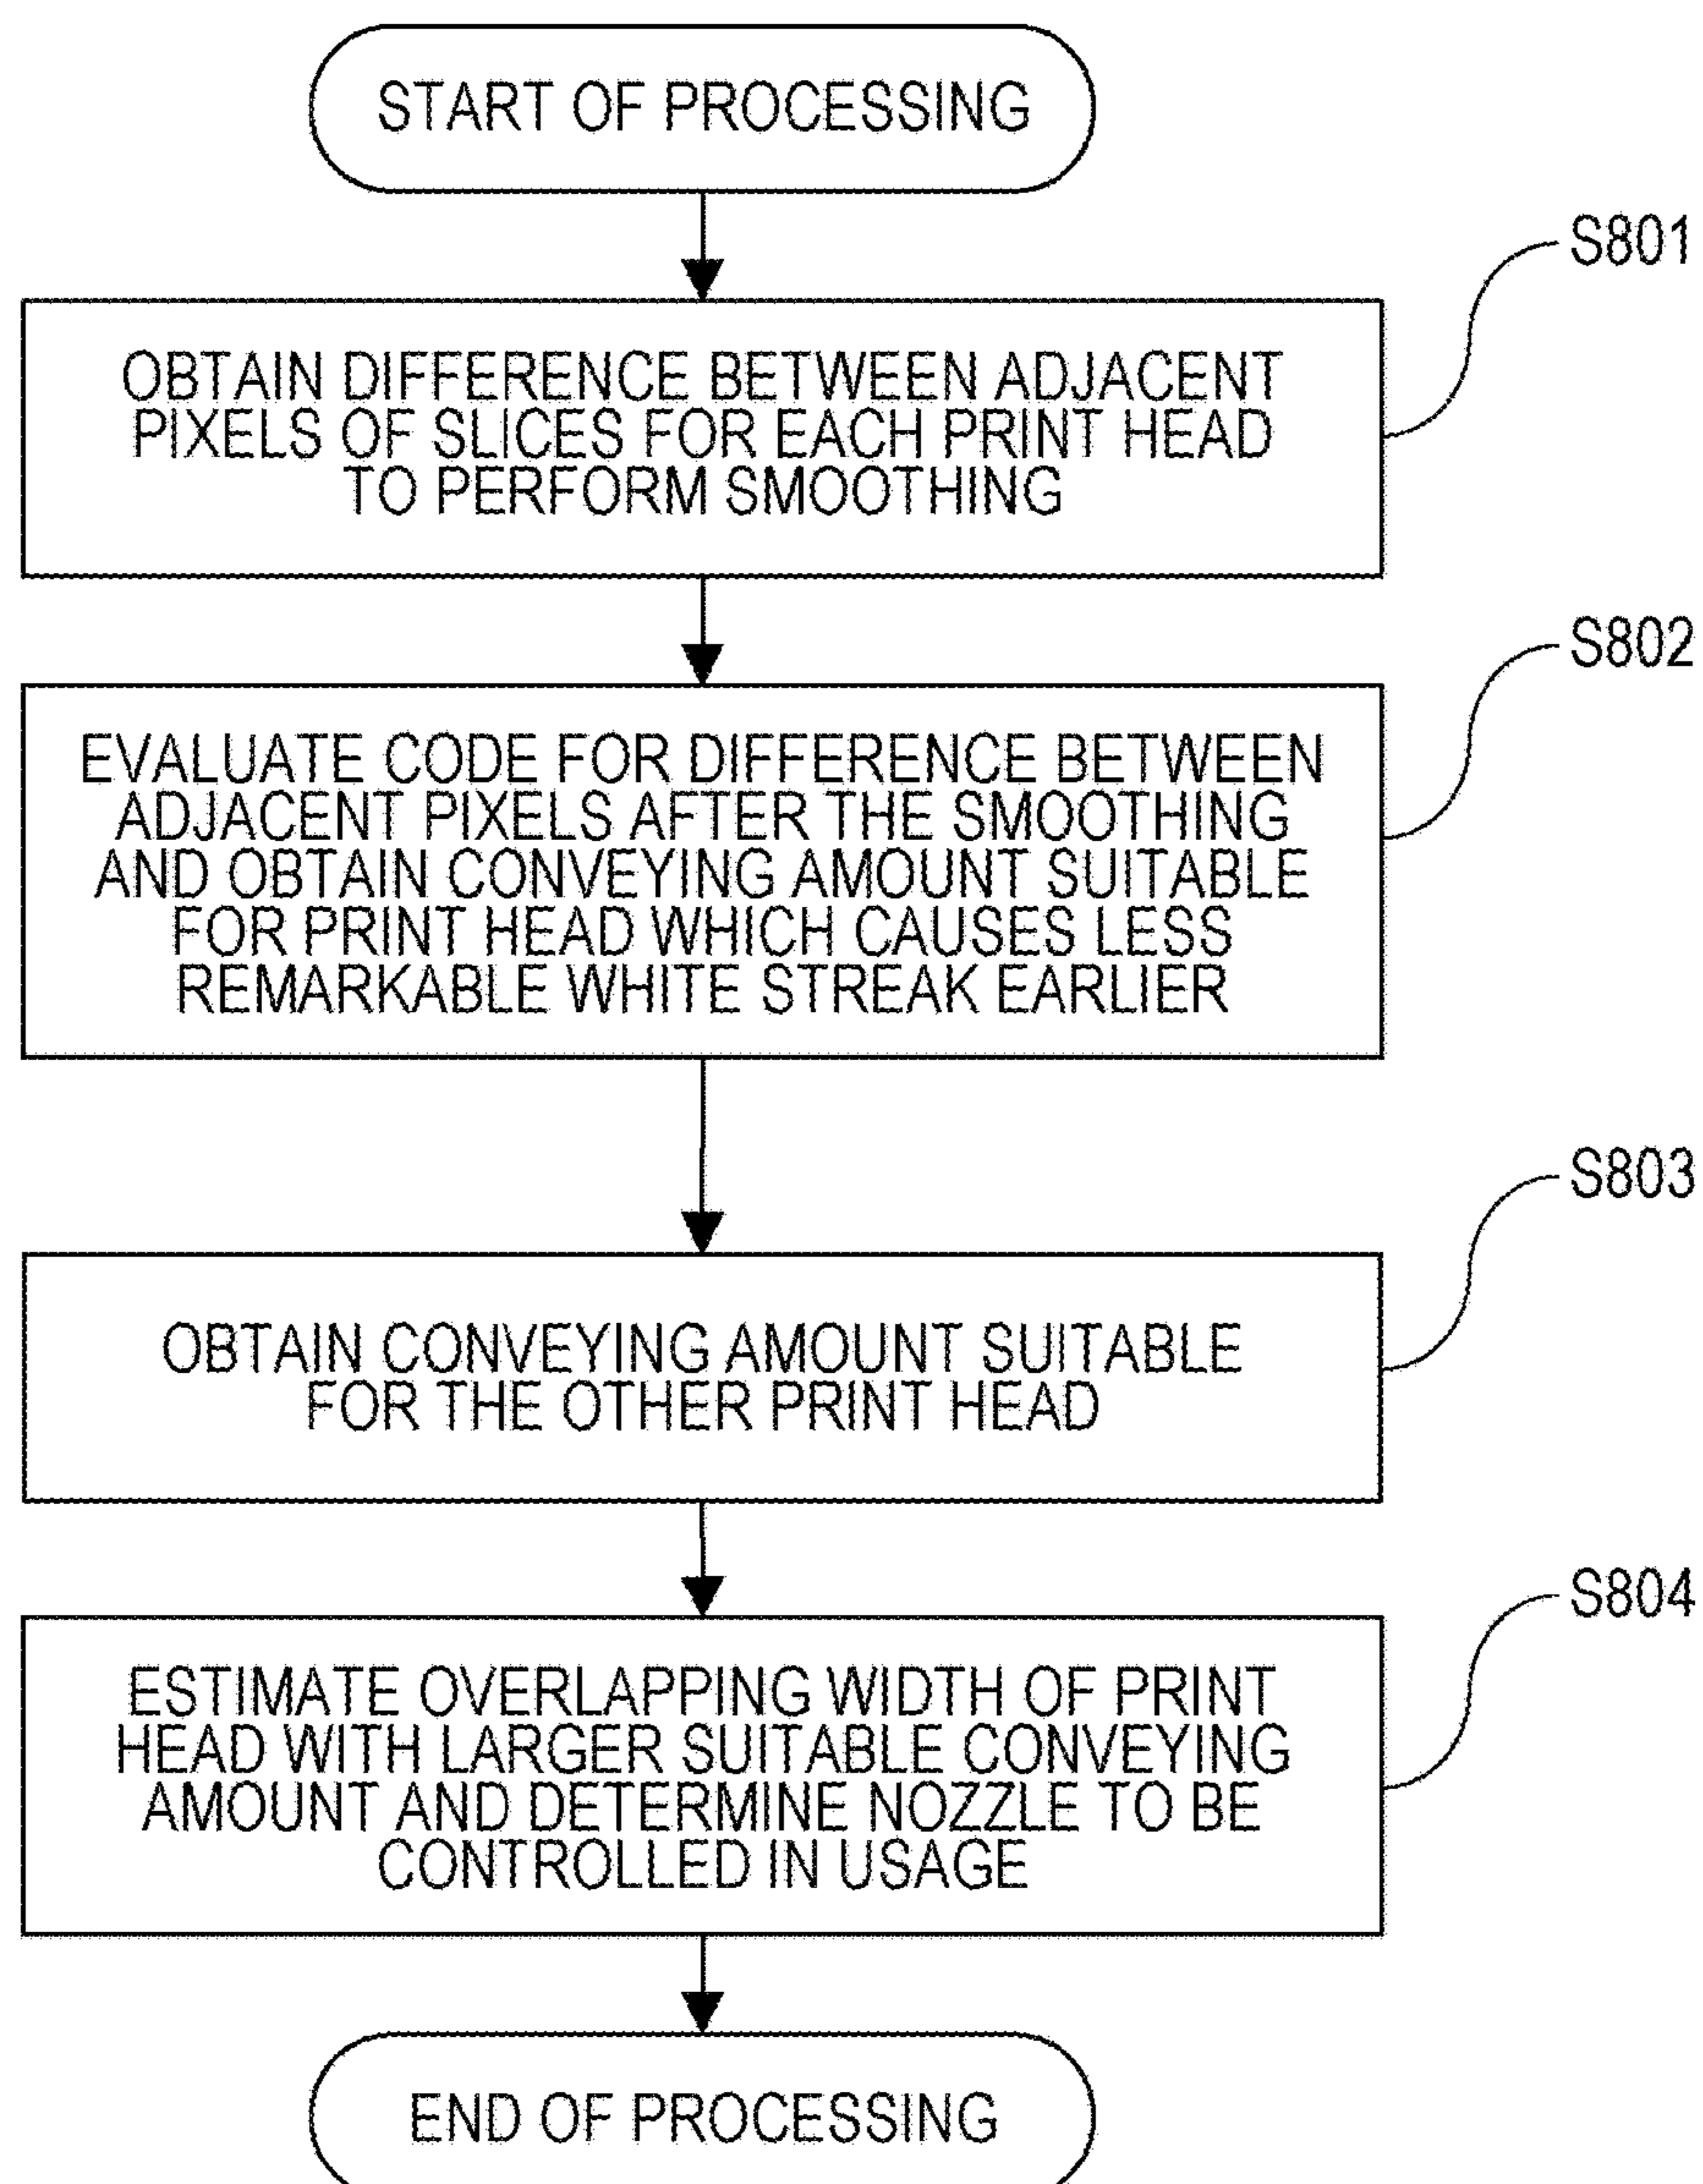 START OF PROCESSING
S801
OBTAIN DIFFERENCE BETWEEN ADJACENT
PIXELS OF SLICES FOR EACH PRINT HEAD
TO PERFORM SMOOTHING
S802
EVALUATE CODE FOR DIFFERENCE BETWEEN
ADJACENT PIXELS AFTER THE SMOOTHING
AND OBTAIN CONVEYING AMOUNT SUITABLE
FOR PRINT HEAD WHICH CAUSES LESS
REMARKABLE WHITE STREAK EARLIER
S803
OBTAIN CONVEYING AMOUNT SUITABLE
FOR THE OTHER PRINT HEAD
S804
ESTIMATE OVERLAPPING WIDTH OF PRINT
HEAD WITH LARGER SUITABLE CONVEYING
AMOUNT AND DETERMINE NOZZLE TO BE
CONTROLLED IN USAGE
END OF PROCESSING